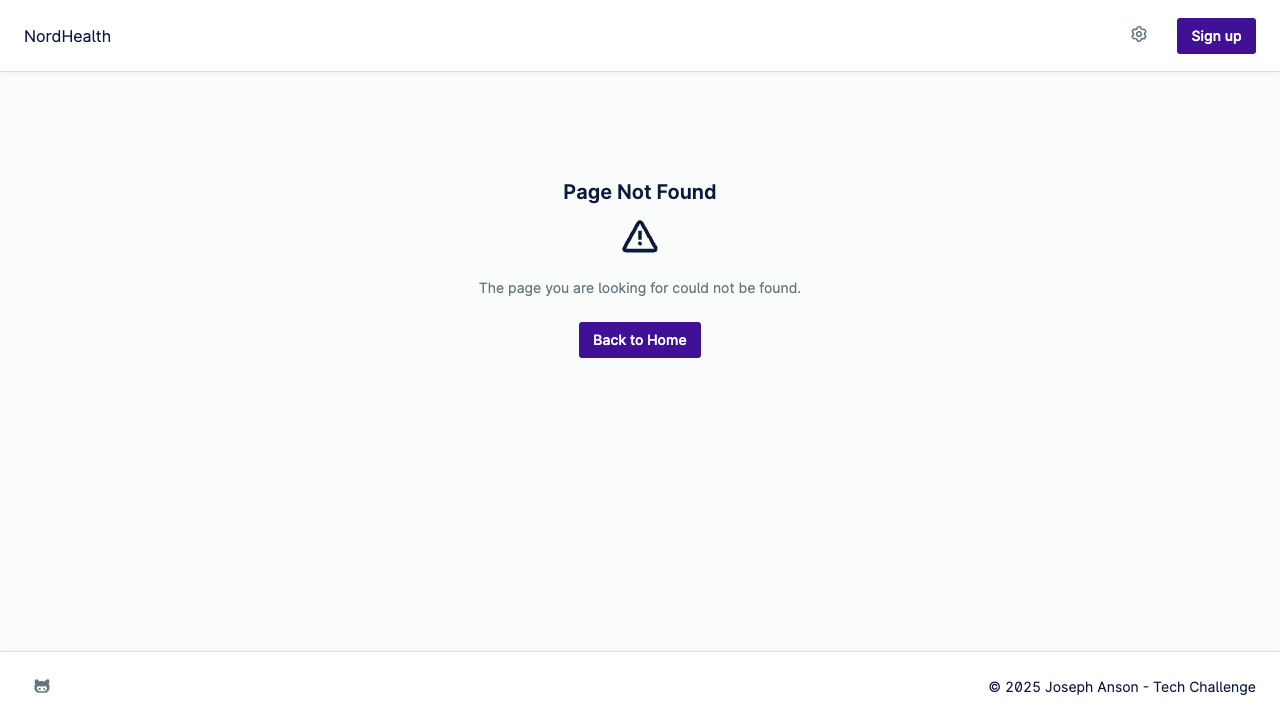 NordHealth
Sign up
Page Not Found
The page you are looking for could not be found.
Back to Home
© 2025 Joseph Anson - Tech Challenge